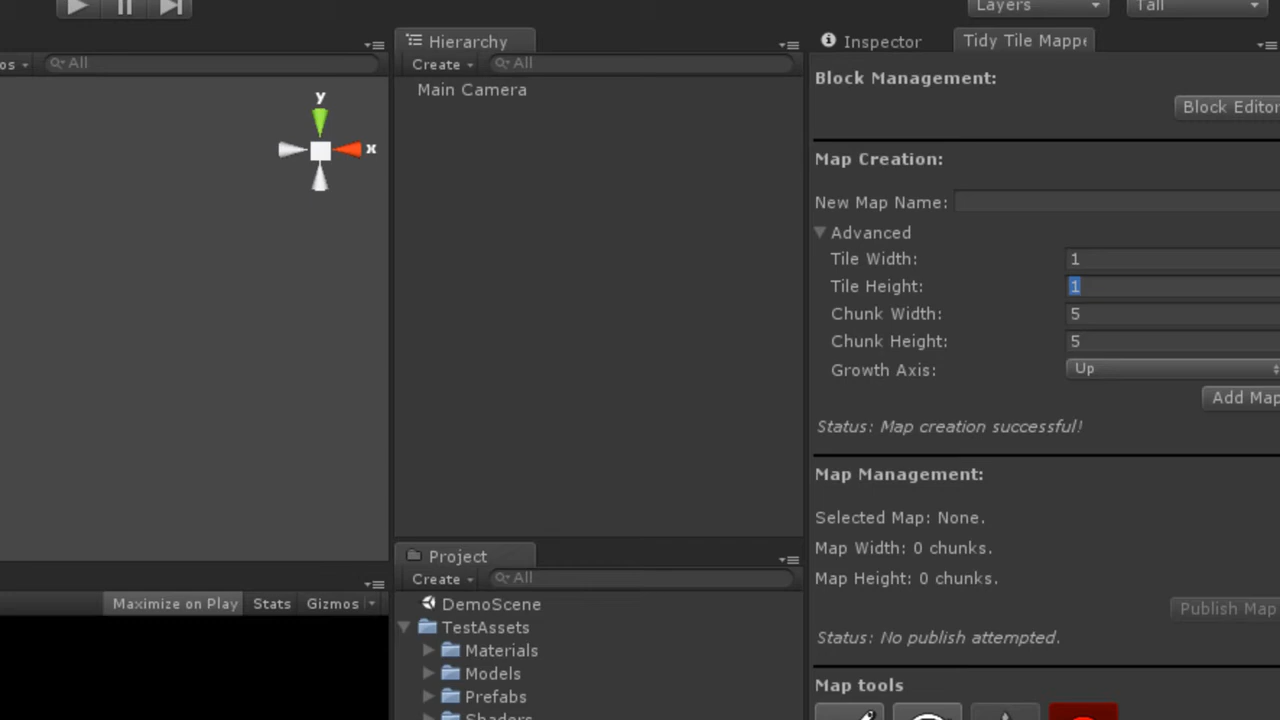 Layers
Tall
os
All
Hierarchy
Create
All
Main Camera
y
x
Inspector
Tidy Tile Mappe
Block Management:
Block Editor
Map Creation:
New Map Name:
Advanced
Tile Width:
1
Tile Height:
1
Chunk Width:
5
Chunk Height:
5
Growth Axis:
Up
Add Map
Status: Map creation successful!
Map Management:
Selected Map: None.
Map Width: 0 chunks.
Map Height: 0 chunks.
Publish Map
Status: No publish attempted.
Map tools
Maximize on Play
Stats
Gizmos
Project
Create
All
DemoScene
TestAssets
Materials
Models
Prefabs
Shaders